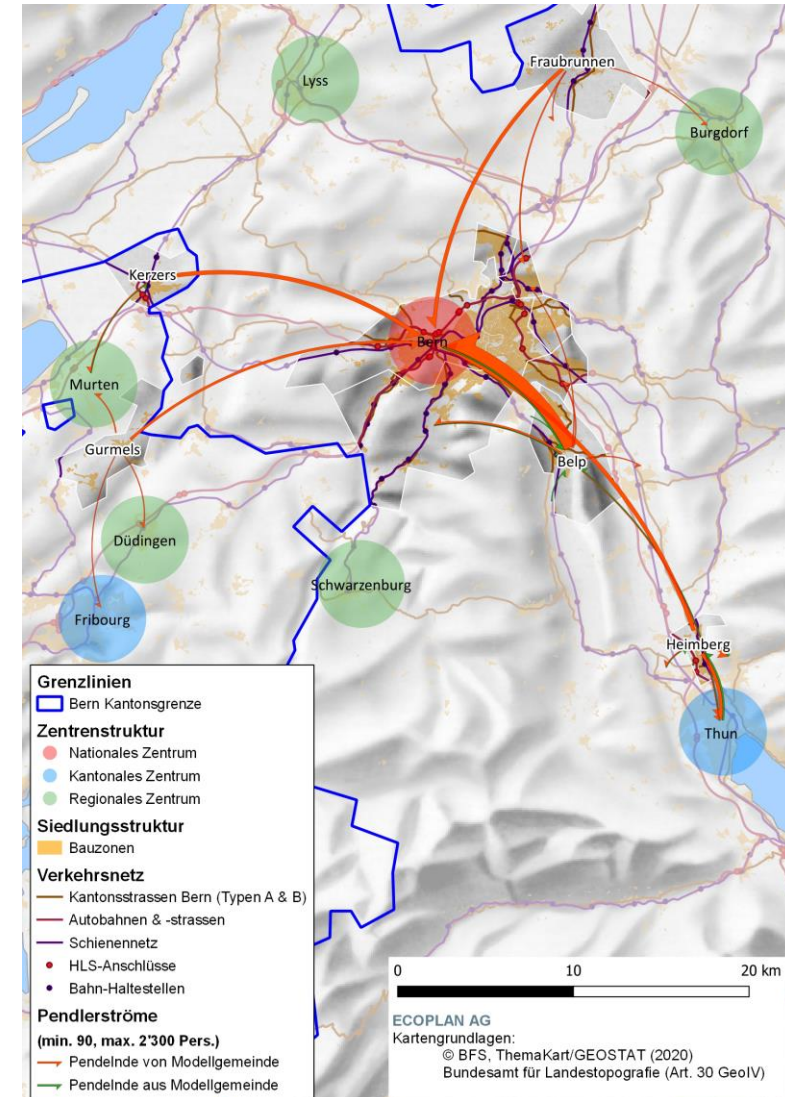 Fraubrunnen
Lyss
Burgdorf
Kerzers
Bern
Murten
Gurmels
Belp
Düdingen
Schwarzenburg
Fribourg
Heimberg
Thun
Grenzlinien
Bern Kantonsgrenze
Zentrenstruktur
Nationales Zentrum
Kantonales Zentrum
Regionales Zentrum
Siedlungsstruktur
Bauzonen
Verkehrsnetz
Kantonsstrassen Bern (Typen A & B)
Autobahnen & -strassen
Schienennetz
HLS-Anschlüsse
Bahn-Haltestellen
Pendlerströme
(min. 90, max. 2'300 Pers.)
Pendelnde von Modellgemeinde
Pendelnde aus Modellgemeinde
0 10 20 km
ECOPLAN AG
Kartengrundlagen:
© BFS, ThemaKart/GEOSTAT (2020)
Bundesamt für Landestopografie (Art. 30 GeoIV)